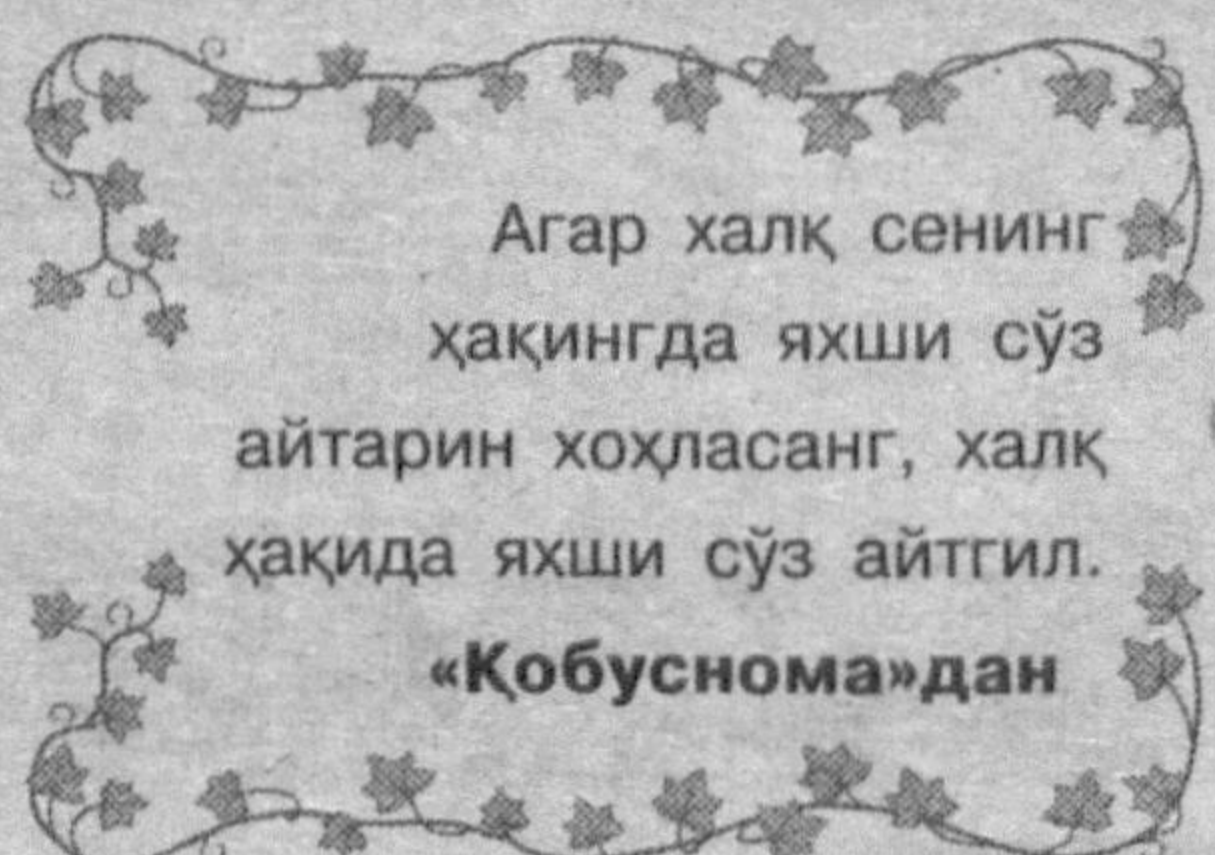 Агар халқ сенинг
ҳақингда яхши сўз
айтарин хоҳласанг, халқ
ҳақида яхши сўз айтгил.
«Қобуснома»дан